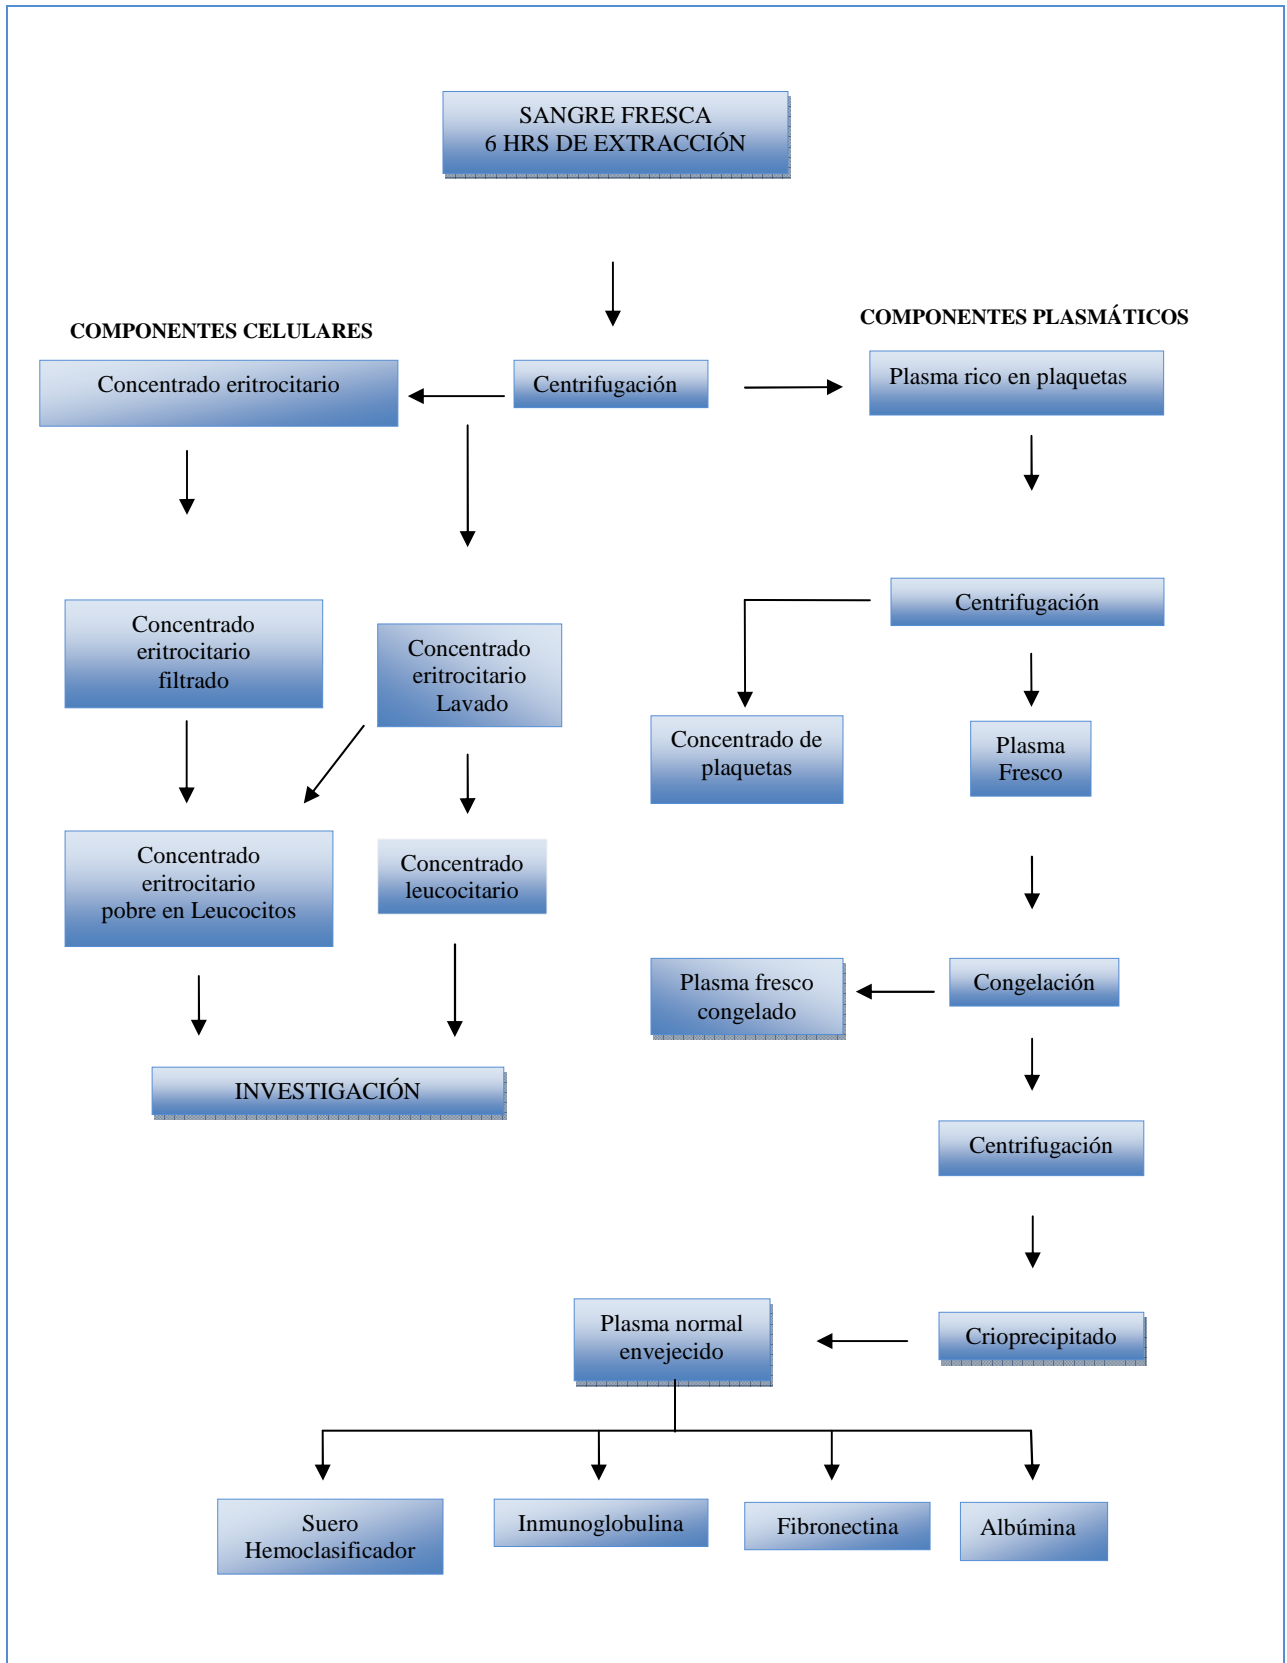 SANGRE FRESCA
6 HRS DE EXTRACCIÓN
COMPONENTES CELULARES
COMPONENTES PLASMÁTICOS
Concentrado eritrocitario
Centrifugación
Plasma rico en plaquetas
Concentrado
eritrocitario
filtrado
Concentrado
eritrocitario
Lavado
Centrifugación
Concentrado de
plaquetas
Plasma
Fresco
Concentrado
eritrocitario
pobre en Leucocitos
Concentrado
leucocitario
Plasma fresco
congelado
Congelación
INVESTIGACIÓN
Centrifugación
Plasma normal
envejecido
Crioprecipitado
Suero
Hemoclasificador
Inmunoglobulina
Fibronectina
Albúmina